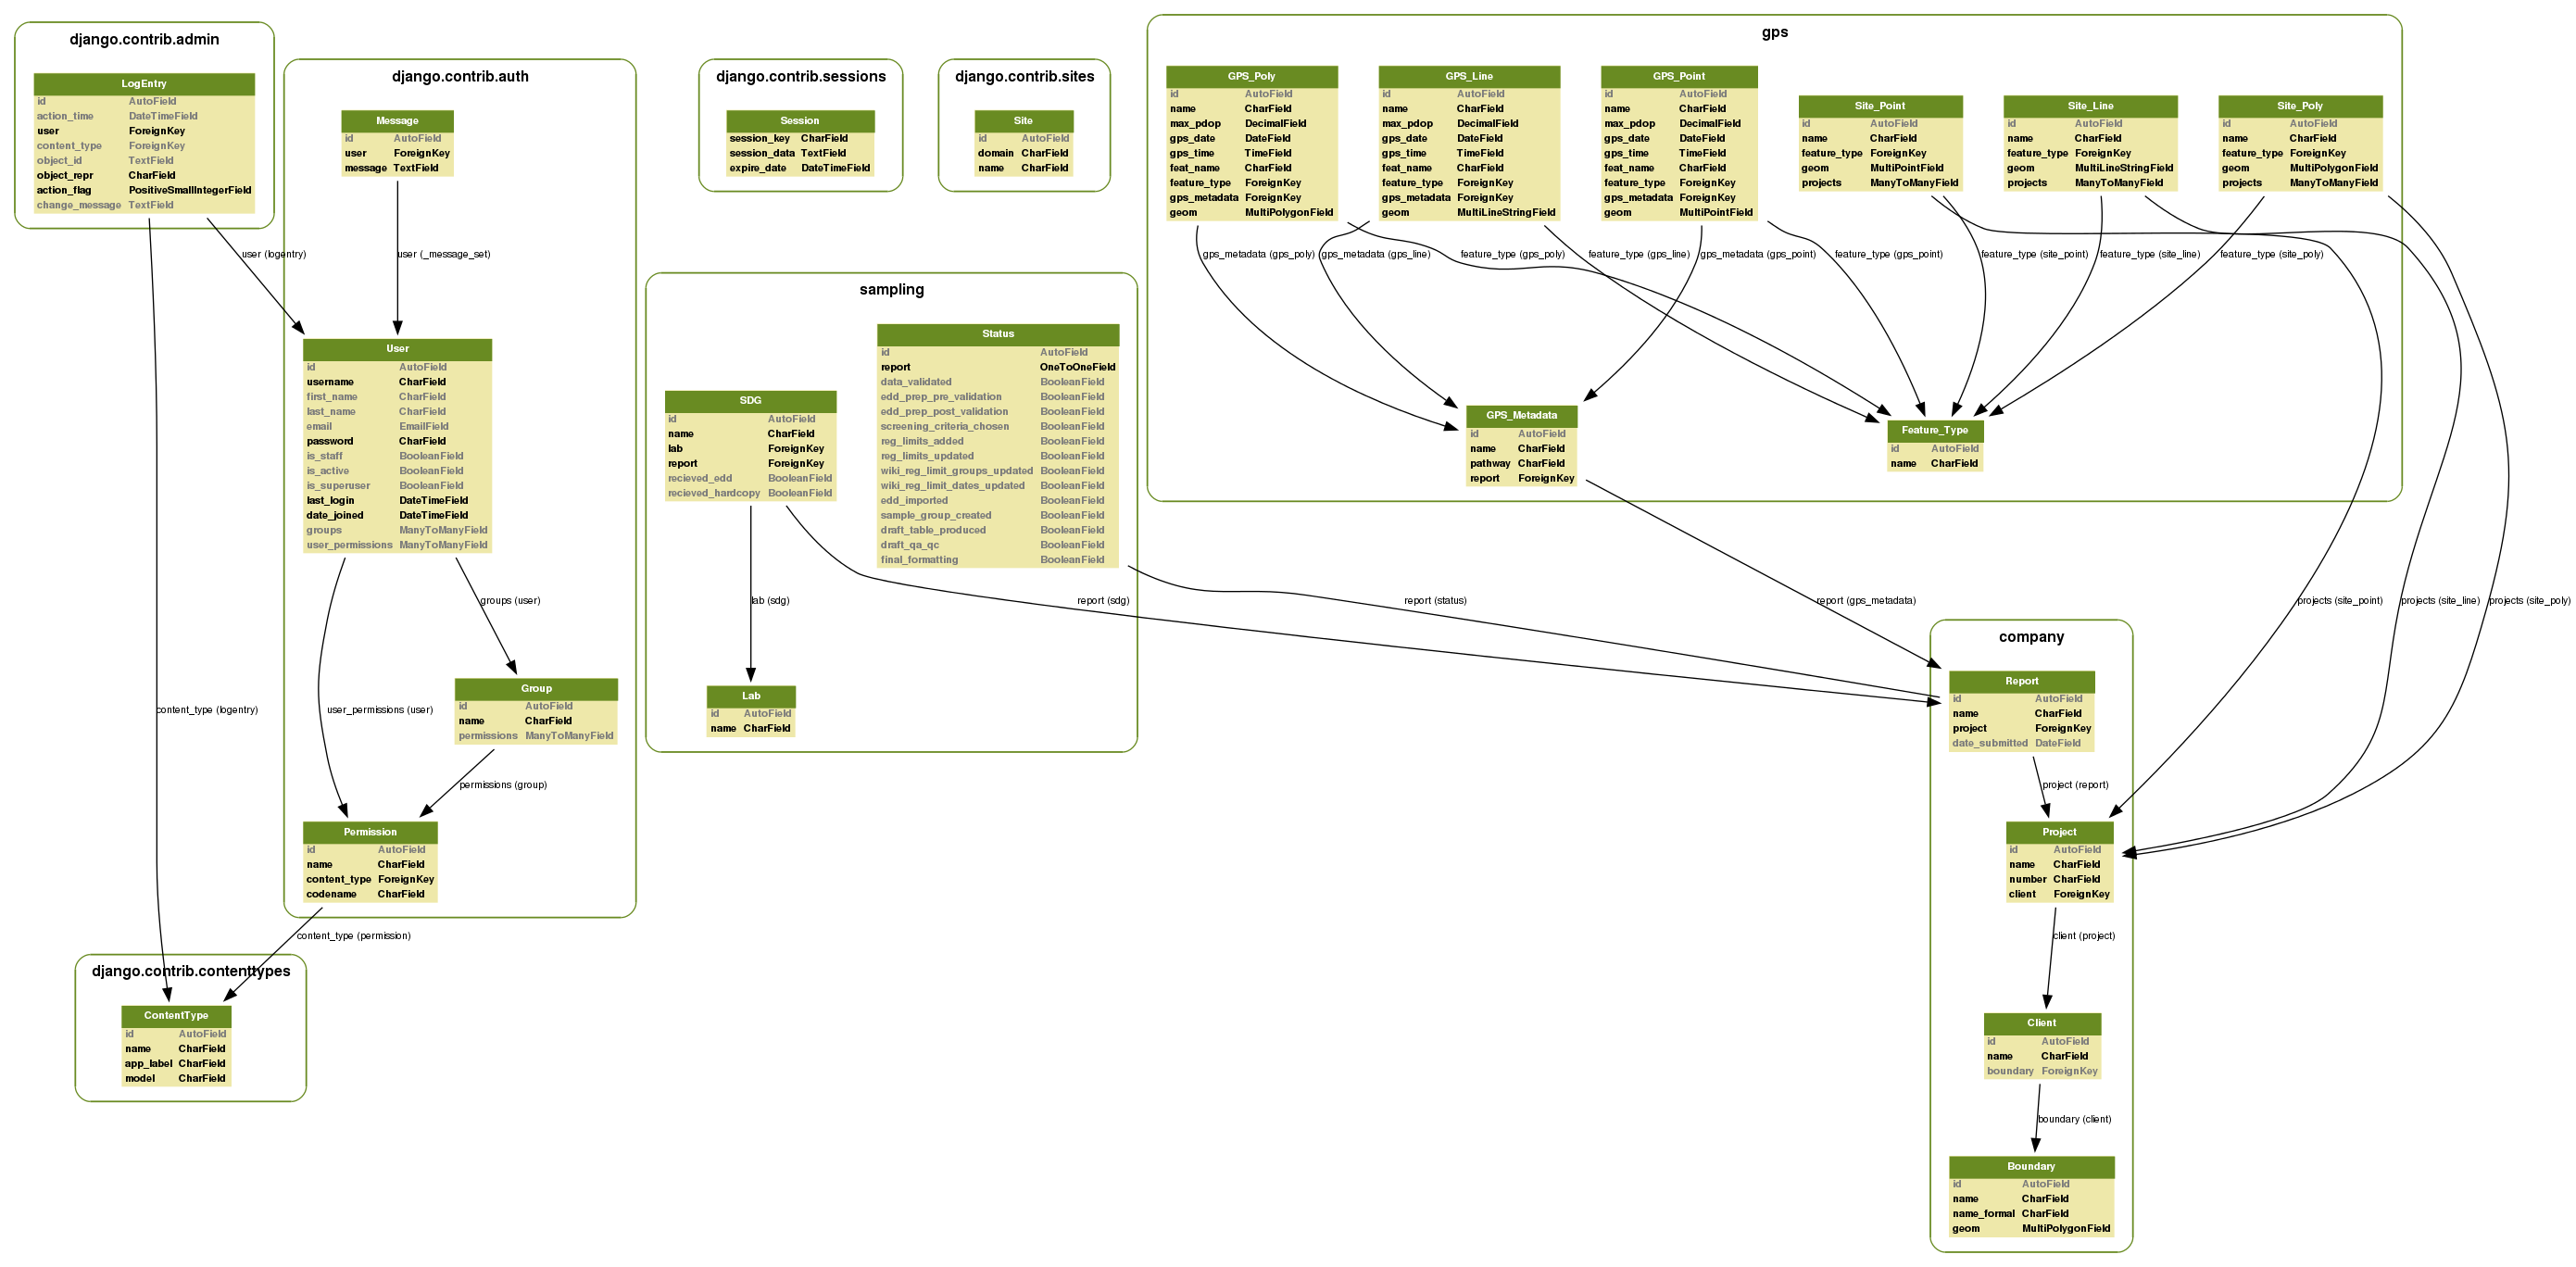 django.contrib.admin
LogEntry
id AutoField
action_time DateTimeField
user ForeignKey
content_type ForeignKey
object_id TextField
object_repr CharField
action_flag PositiveSmallIntegerField
change_message TextField
django.contrib.auth
Message
id AutoField
user ForeignKey
message TextField
user (logentry)
user (_message_set)
User
id AutoField
username CharField
first_name CharField
last_name CharField
email EmailField
password CharField
is_staff BooleanField
is_active BooleanField
is_superuser BooleanField
last_login DateTimeField
date_joined DateTimeField
groups ManyToManyField
user_permissions ManyToManyField
groups (user)
Group
id AutoField
name CharField
permissions ManyToManyField
content_type (logentry)
user_permissions (user)
permissions (group)
Permission
id AutoField
name CharField
content_type ForeignKey
codename CharField
content_type (permission)
django.contrib.contenttypes
ContentType
id AutoField
name CharField
app_label CharField
model CharField
django.contrib.sessions
Session
session_key CharField
session_data TextField
expire_date DateTimeField
django.contrib.sites
Site
id AutoField
domain CharField
name CharField
sampling
SDG
id AutoField
name CharField
lab ForeignKey
report ForeignKey
recieved_edd BooleanField
recieved_hardcopy BooleanField
Status
id AutoField
report OneToOneField
data_validated BooleanField
edd_prep_pre_validation BooleanField
edd_prep_post_validation BooleanField
screening_criteria_chosen BooleanField
reg_limits_added BooleanField
reg_limits_updated BooleanField
wiki_reg_limit_groups_updated BooleanField
wiki_reg_limit_dates_updated BooleanField
edd_imported BooleanField
sample_group_created BooleanField
draft_table_produced BooleanField
draft_qa_qc BooleanField
final_formatting BooleanField
lab (sdg)
report (sdg)
report (status)
Lab
id AutoField
name CharField
gps
GPS_Poly
id AutoField
name CharField
max_pdop DecimalField
gps_date DateField
gps_time TimeField
feat_name CharField
feature_type ForeignKey
gps_metadata ForeignKey
geom MultiPolygonField
GPS_Line
id AutoField
name CharField
max_pdop DecimalField
gps_date DateField
gps_time TimeField
feat_name CharField
feature_type ForeignKey
gps_metadata ForeignKey
geom MultiLineStringField
GPS_Point
id AutoField
name CharField
max_pdop DecimalField
gps_date DateField
gps_time TimeField
feat_name CharField
feature_type ForeignKey
gps_metadata ForeignKey
geom MultiPointField
Site_Point
id AutoField
name CharField
feature_type ForeignKey
geom MultiPointField
projects ManyToManyField
Site_Line
id AutoField
name CharField
feature_type ForeignKey
geom MultiLineStringField
projects ManyToManyField
Site_Poly
id AutoField
name CharField
feature_type ForeignKey
geom MultiPolygonField
projects ManyToManyField
gps_metadata (gps_poly)
gps_metadata (gps_line)
feature_type (gps_poly)
feature_type (gps_line)
gps_metadata (gps_point)
feature_type (gps_point)
feature_type (site_point)
feature_type (site_line)
feature_type (site_poly)
GPS_Metadata
id AutoField
name CharField
pathway CharField
report ForeignKey
Feature_Type
id AutoField
name CharField
report (gps_metadata)
projects (site_point)
projects (site_line)
projects (site_poly)
company
Report
id AutoField
name CharField
project ForeignKey
date_submitted DateField
project (report)
Project
id AutoField
name CharField
number CharField
client ForeignKey
client (project)
Client
id AutoField
name CharField
boundary ForeignKey
boundary (client)
Boundary
id AutoField
name CharField
name_formal CharField
geom MultiPolygonField